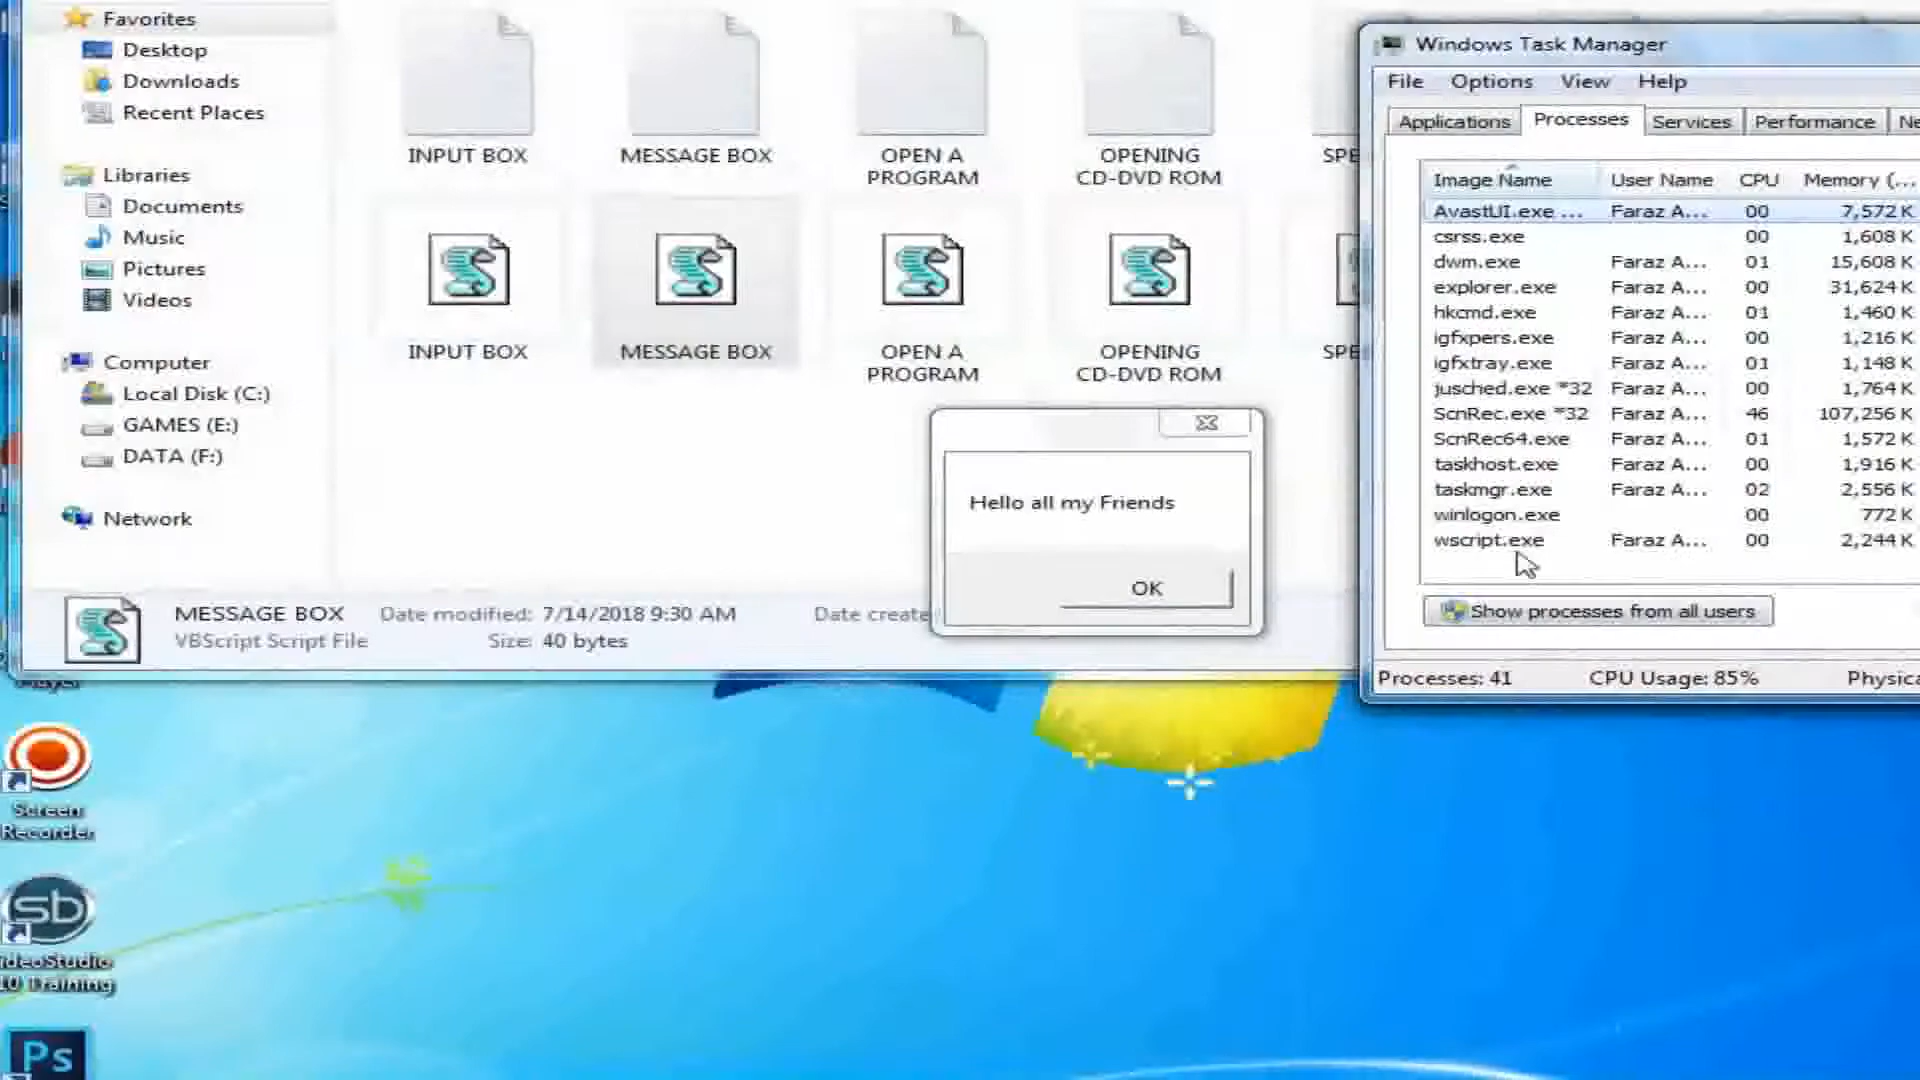 Favorites
Desktop
Downloads
Recent Places
Libraries
Documents
Music
Pictures
Videos
Computer
Local Disk (C:)
GAMES (E:)
DATA (F:)
Network
INPUT BOX
MESSAGE BOX
OPEN A
PROGRAM
OPENING
CD-DVD ROM
SPE
INPUT BOX
MESSAGE BOX
OPEN A
PROGRAM
OPENING
CD-DVD ROM
SPE
Hello all my Friends
OK
MESSAGE BOX Date modified: 7/14/2018 9:30 AM Date create
VBScript Script File Size: 40 bytes
Windows Task Manager
File Options View Help
Applications Processes Services Performance Ne
Image Name User Name CPU Memory (...
AvastUI.exe ... Faraz A... 00 7,572 K
csrss.exe 00 1,608 K
dwm.exe Faraz A... 01 15,608 K
explorer.exe Faraz A... 00 31,624 K
hkcmd.exe Faraz A... 01 1,460 K
igfxpers.exe Faraz A... 00 1,216 K
igfxtray.exe Faraz A... 01 1,148 K
jusched.exe *32 Faraz A... 00 1,764 K
ScnRec.exe *32 Faraz A... 46 107,256 K
ScnRec64.exe Faraz A... 01 1,572 K
taskhost.exe Faraz A... 00 1,916 K
taskmgr.exe Faraz A... 02 2,556 K
winlogon.exe 00 772 K
wscript.exe Faraz A... 00 2,244 K
Show processes from all users
Processes: 41 CPU Usage: 85% Physica
Screen
Recorder
sb
ideoStudio
10 Training
Ps